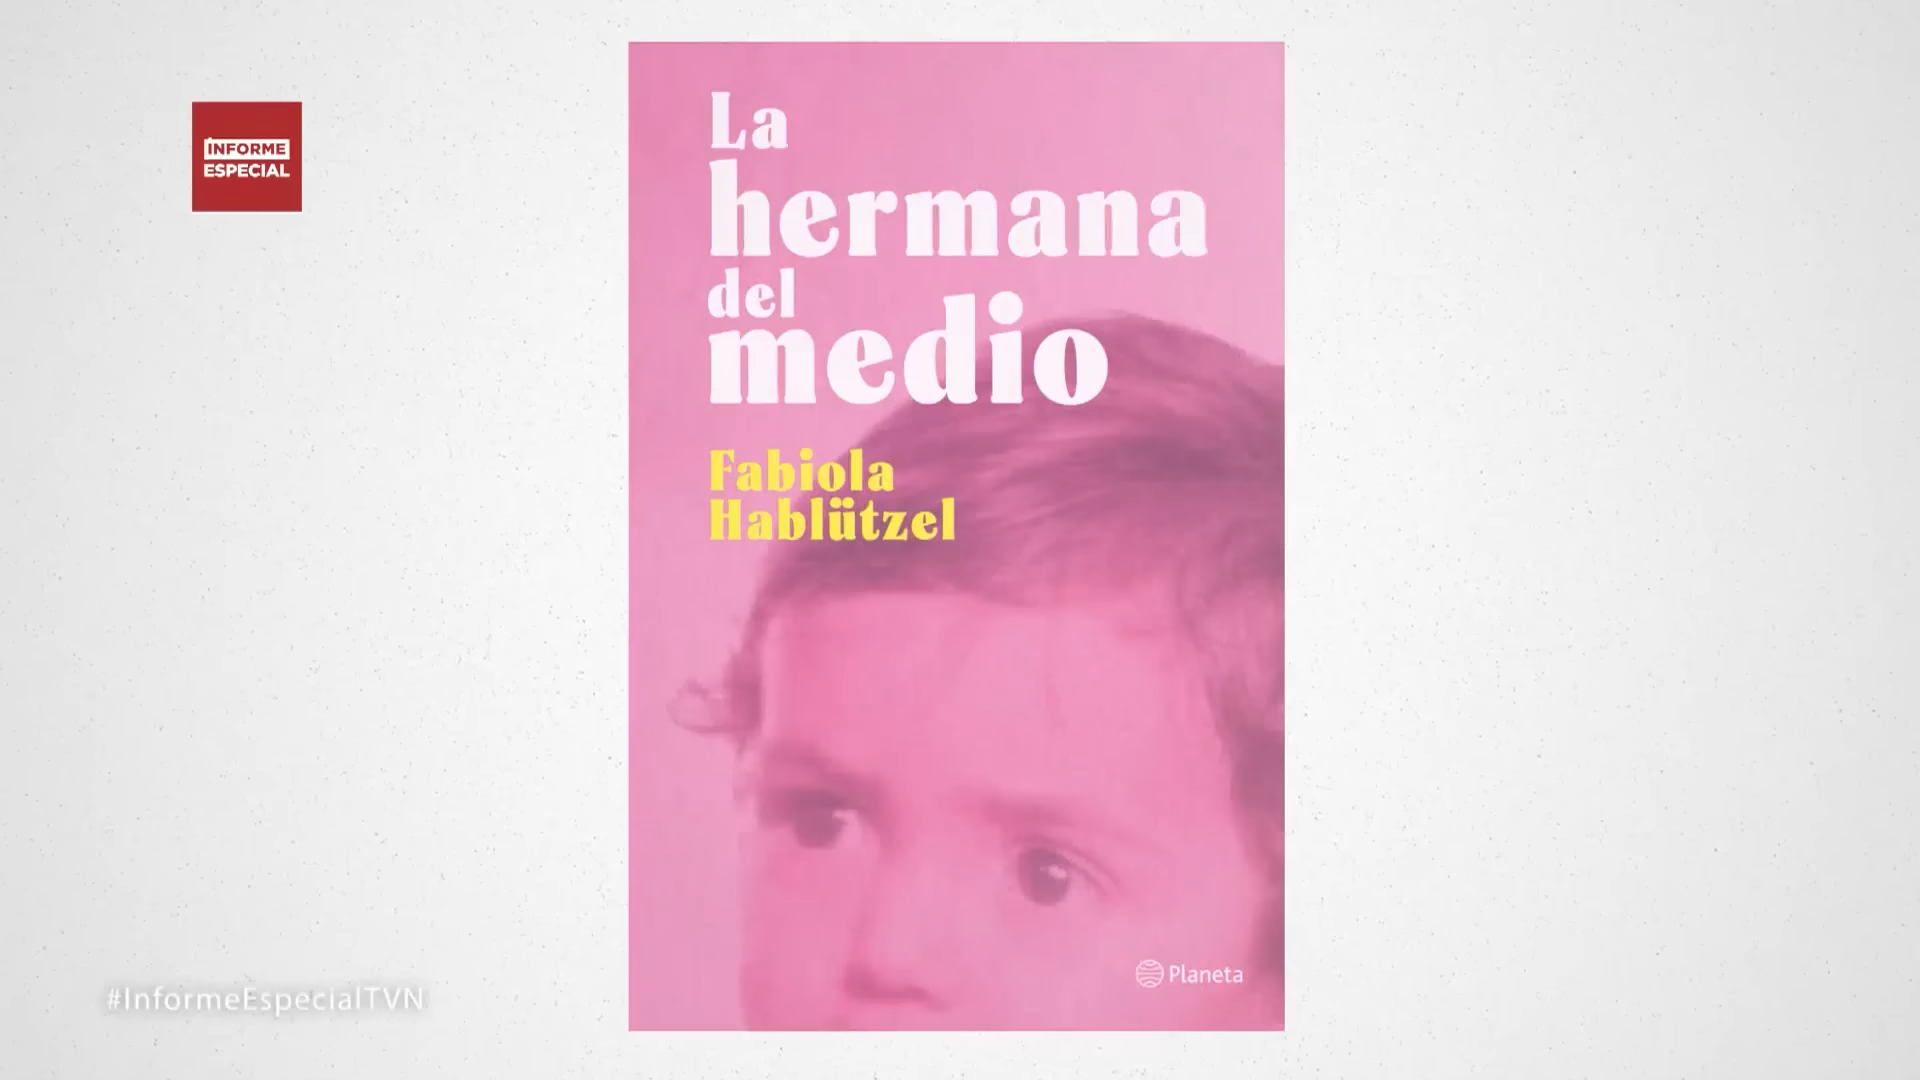 INFORME
ESPECIAL
La
hermana
del
medio
Fabiola
Hablützel
Planeta
#InformeEspecialTVN